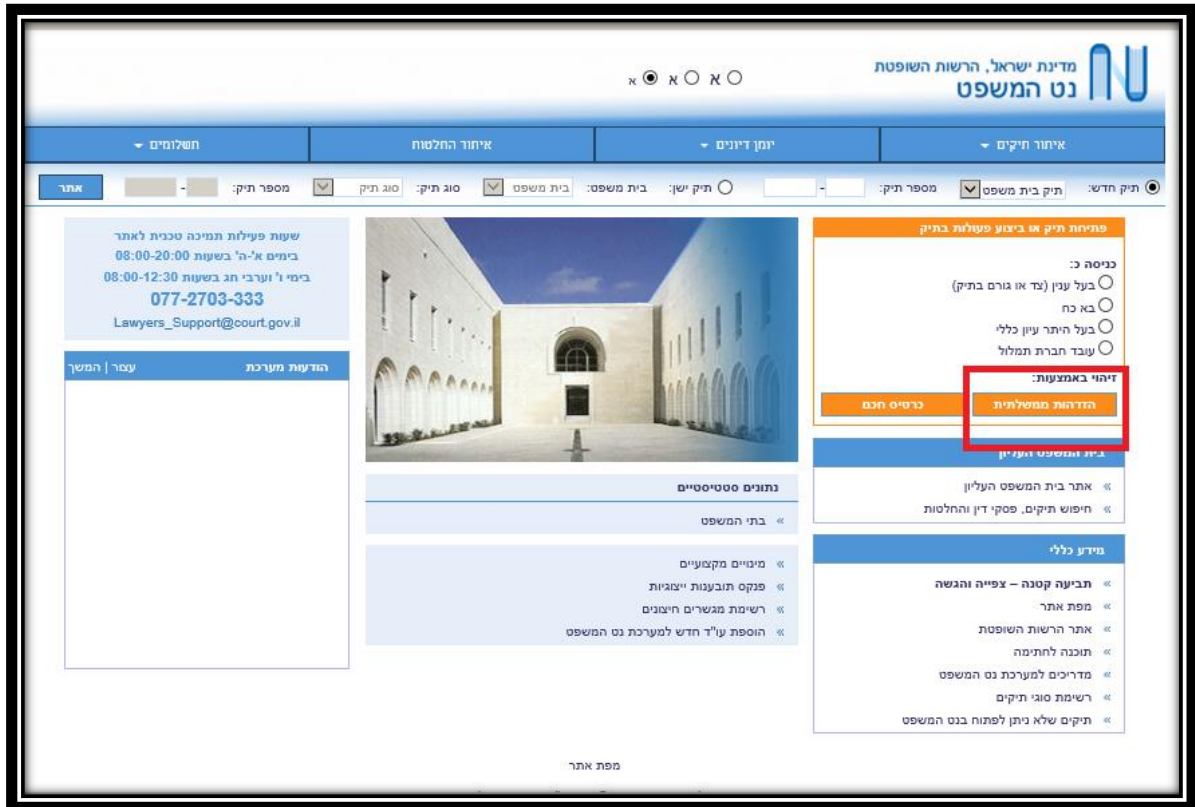 מדינת ישראל, הרשות השופטת
נט המשפט
א א א
איתור תיקים
יומן דיונים
איתור החלטות
תשלומים
תיק חדש: תיק בית משפט מספר תיק: - תיק ישן: בית משפט: בית משפט סוג תיק: סוג תיק מספר תיק: - אתר
פתיחת תיק או ביצוע פעולות בתיק
כניסה כ:
בעל ענין (צד או גורם בתיק)
בא כח
בעל היתר עיון כללי
עובד חברת תמלול
זיהוי באמצעות:
הזדהות ממשלתית
כרטיס חכם
בית המשפט העליון
» אתר בית המשפט העליון
» חיפוש תיקים, פסקי דין והחלטות
מידע כללי
» תביעה קטנה – צפייה והגשה
» מפת אתר
» אתר הרשות השופטת
» תוכנה לחתימה
» מדריכים למערכת נט המשפט
» רשימת סוגי תיקים
» תיקים שלא ניתן לפתוח בנט המשפט
נתונים סטטיסטיים
» בתי המשפט
» מינויים מקצועיים
» פנקס תובענות ייצוגיות
» רשימת מגשרים חיצונים
» הוספת עו"ד חדש למערכת נט המשפט
שעות פעילות תמיכה טכנית לאתר
בימים א'-ה' בשעות 08:00-20:00
בימי ו' וערבי חג בשעות 08:00-12:30
077-2703-333
Lawyers_Support@court.gov.il
הודעות מערכת
עצור | המשך
מפת אתר